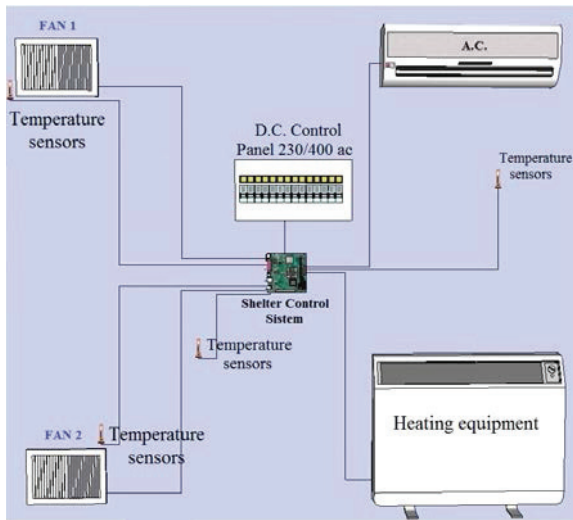 FAN 1
A.C.
Temperature
sensors
D.C. Control
Panel 230/400 ac
Temperature
sensors
Shelter Control
Sistem
Temperature
sensors
Heating equipment
FAN 2
Temperature
sensors